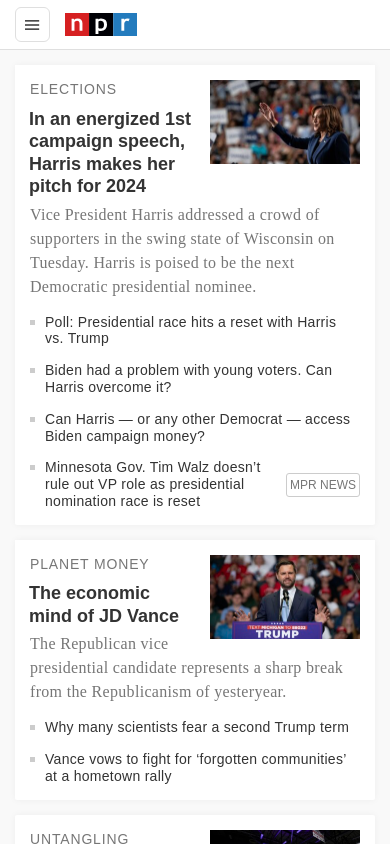 npr
ELECTIONS
In an energized 1st
campaign speech,
Harris makes her
pitch for 2024
Vice President Harris addressed a crowd of
supporters in the swing state of Wisconsin on
Tuesday. Harris is poised to be the next
Democratic presidential nominee.
Poll: Presidential race hits a reset with Harris
vs. Trump
Biden had a problem with young voters. Can
Harris overcome it?
Can Harris — or any other Democrat — access
Biden campaign money?
Minnesota Gov. Tim Walz doesn’t
rule out VP role as presidential
nomination race is reset
MPR NEWS
PLANET MONEY
The economic
mind of JD Vance
TEXT MICHIGAN TO 88022
TRUMP
The Republican vice
presidential candidate represents a sharp break
from the Republicanism of yesteryear.
Why many scientists fear a second Trump term
Vance vows to fight for ‘forgotten communities’
at a hometown rally
UNTANGLING